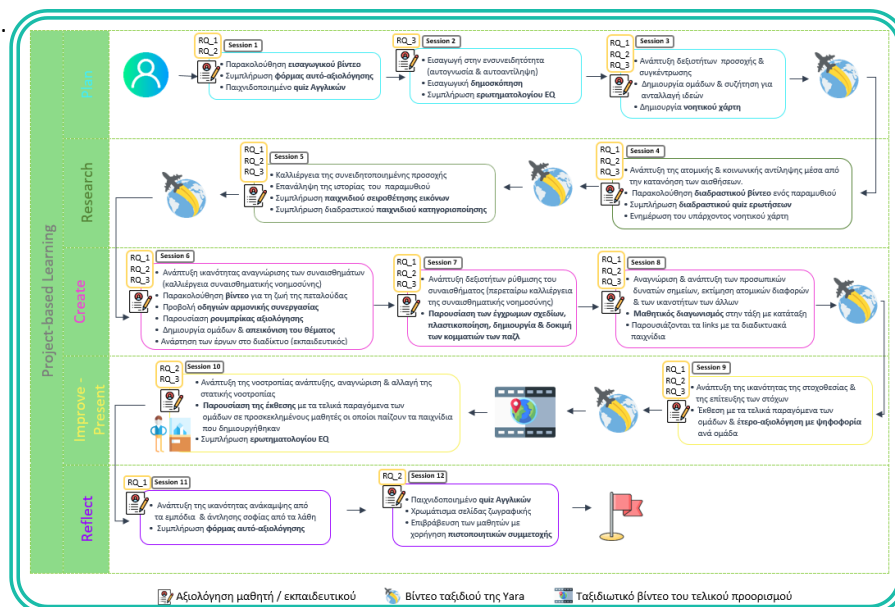 Project-based Learning
Plan
RQ_1
RQ_2
Session 1
• Παρακολούθηση εισαγωγικού βίντεο
• Συμπλήρωση φόρμας αυτό-αξιολόγησης
• Παιχνιδοποιημένο quiz Αγγλικών
RQ_3
Session 2
• Εισαγωγή στην ενσυνειδητότητα
(αυτογνωσία & αυτοαντίληψη)
• Εισαγωγική δημοσκόπηση
• Συμπλήρωση ερωτηματολογίου EQ
RQ_1
RQ_2
RQ_3
Session 3
• Ανάπτυξη δεξιοτήτων προσοχής &
συγκέντρωσης
• Δημιουργία ομάδων & συζήτηση για
ανταλλαγή ιδεών
• Δημιουργία νοητικού χάρτη
Research
RQ_1
RQ_2
RQ_3
Session 4
• Ανάπτυξη της ατομικής & κοινωνικής αντίληψης μέσα από
την κατανόηση των αισθήσεων.
• Παρακολούθηση διαδραστικού βίντεο ενός παραμυθιού
• Συμπλήρωση διαδραστικού quiz ερωτήσεων
• Ενημέρωση του υπάρχοντος νοητικού χάρτη
RQ_1
RQ_2
RQ_3
Session 5
• Καλλιέργεια της συνειδητοποιημένης προσοχής
• Επανάληψη της ιστορίας του παραμυθιού
• Συμπλήρωση παιχνιδιού σειροθέτησης εικόνων
• Συμπλήρωση διαδραστικού παιχνιδιού κατηγοριοποίησης
Create
RQ_1
RQ_2
RQ_3
Session 6
• Ανάπτυξη ικανότητας αναγνώρισης των συναισθημάτων
(καλλιέργεια συναισθηματικής νοημοσύνης)
• Παρακολούθηση βίντεο για τη ζωή της πεταλούδας
• Προβολή οδηγιών αρμονικής συνεργασίας
• Παρουσίαση ρουμπρίκας αξιολόγησης
• Δημιουργία ομάδων & απεικόνιση του θέματος
• Ανάρτηση των έργων στο διαδίκτυο (εκπαιδευτικός)
RQ_1
RQ_2
RQ_3
Session 7
• Ανάπτυξη δεξιοτήτων ρύθμισης του
συναισθήματος (περεταίρω καλλιέργεια
της συναισθηματικής νοημοσύνης)
• Παρουσίαση των έγχρωμων σχεδίων,
πλαστικοποίηση, δημιουργία & δοκιμή
των κομματιών των παζλ
RQ_1
RQ_2
RQ_3
Session 8
• Αναγνώριση & ανάπτυξη των προσωπικών
δυνατών σημείων, εκτίμηση ατομικών διαφορών
& των ικανοτήτων των άλλων
• Μαθητικός διαγωνισμός στην τάξη με κατάταξη
• Παρουσιάζονται τα links με τα διαδικτυακά
παιχνίδια
Improve -
Present
RQ_1
RQ_2
RQ_3
Session 9
• Ανάπτυξη της ικανότητας της στοχοθεσίας &
της επίτευξης των στόχων
• Έκθεση με τα τελικά παραγόμενα των
ομάδων & έτερο-αξιολόγηση με ψηφοφορία
ανά ομάδα
RQ_2
RQ_3
Session 10
• Ανάπτυξη της νοοτροπίας ανάπτυξης, αναγνώριση & αλλαγή της
στατικής νοοτροπίας
• Παρουσίαση της έκθεσης με τα τελικά παραγόμενα των
ομάδων σε προσκεκλημένους μαθητές οι οποίοι παίζουν τα παιχνίδια
που δημιουργήθηκαν
• Συμπλήρωση ερωτηματολογίου EQ
Reflect
RQ_1
Session 11
• Ανάπτυξη της ικανότητας ανάκαμψης από
τα εμπόδια & άντλησης σοφίας από τα λάθη
• Συμπλήρωση φόρμας αυτό-αξιολόγησης
RQ_2
Session 12
• Παιχνιδοποιημένο quiz Αγγλικών
• Χρωμάτισμα σελίδας ζωγραφικής
• Επιβράβευση των μαθητών με
χορήγηση πιστοποιητικών συμμετοχής
Αξιολόγηση μαθητή / εκπαιδευτικού
Βίντεο ταξιδιού της Yara
Ταξιδιωτικό βίντεο του τελικού προορισμού